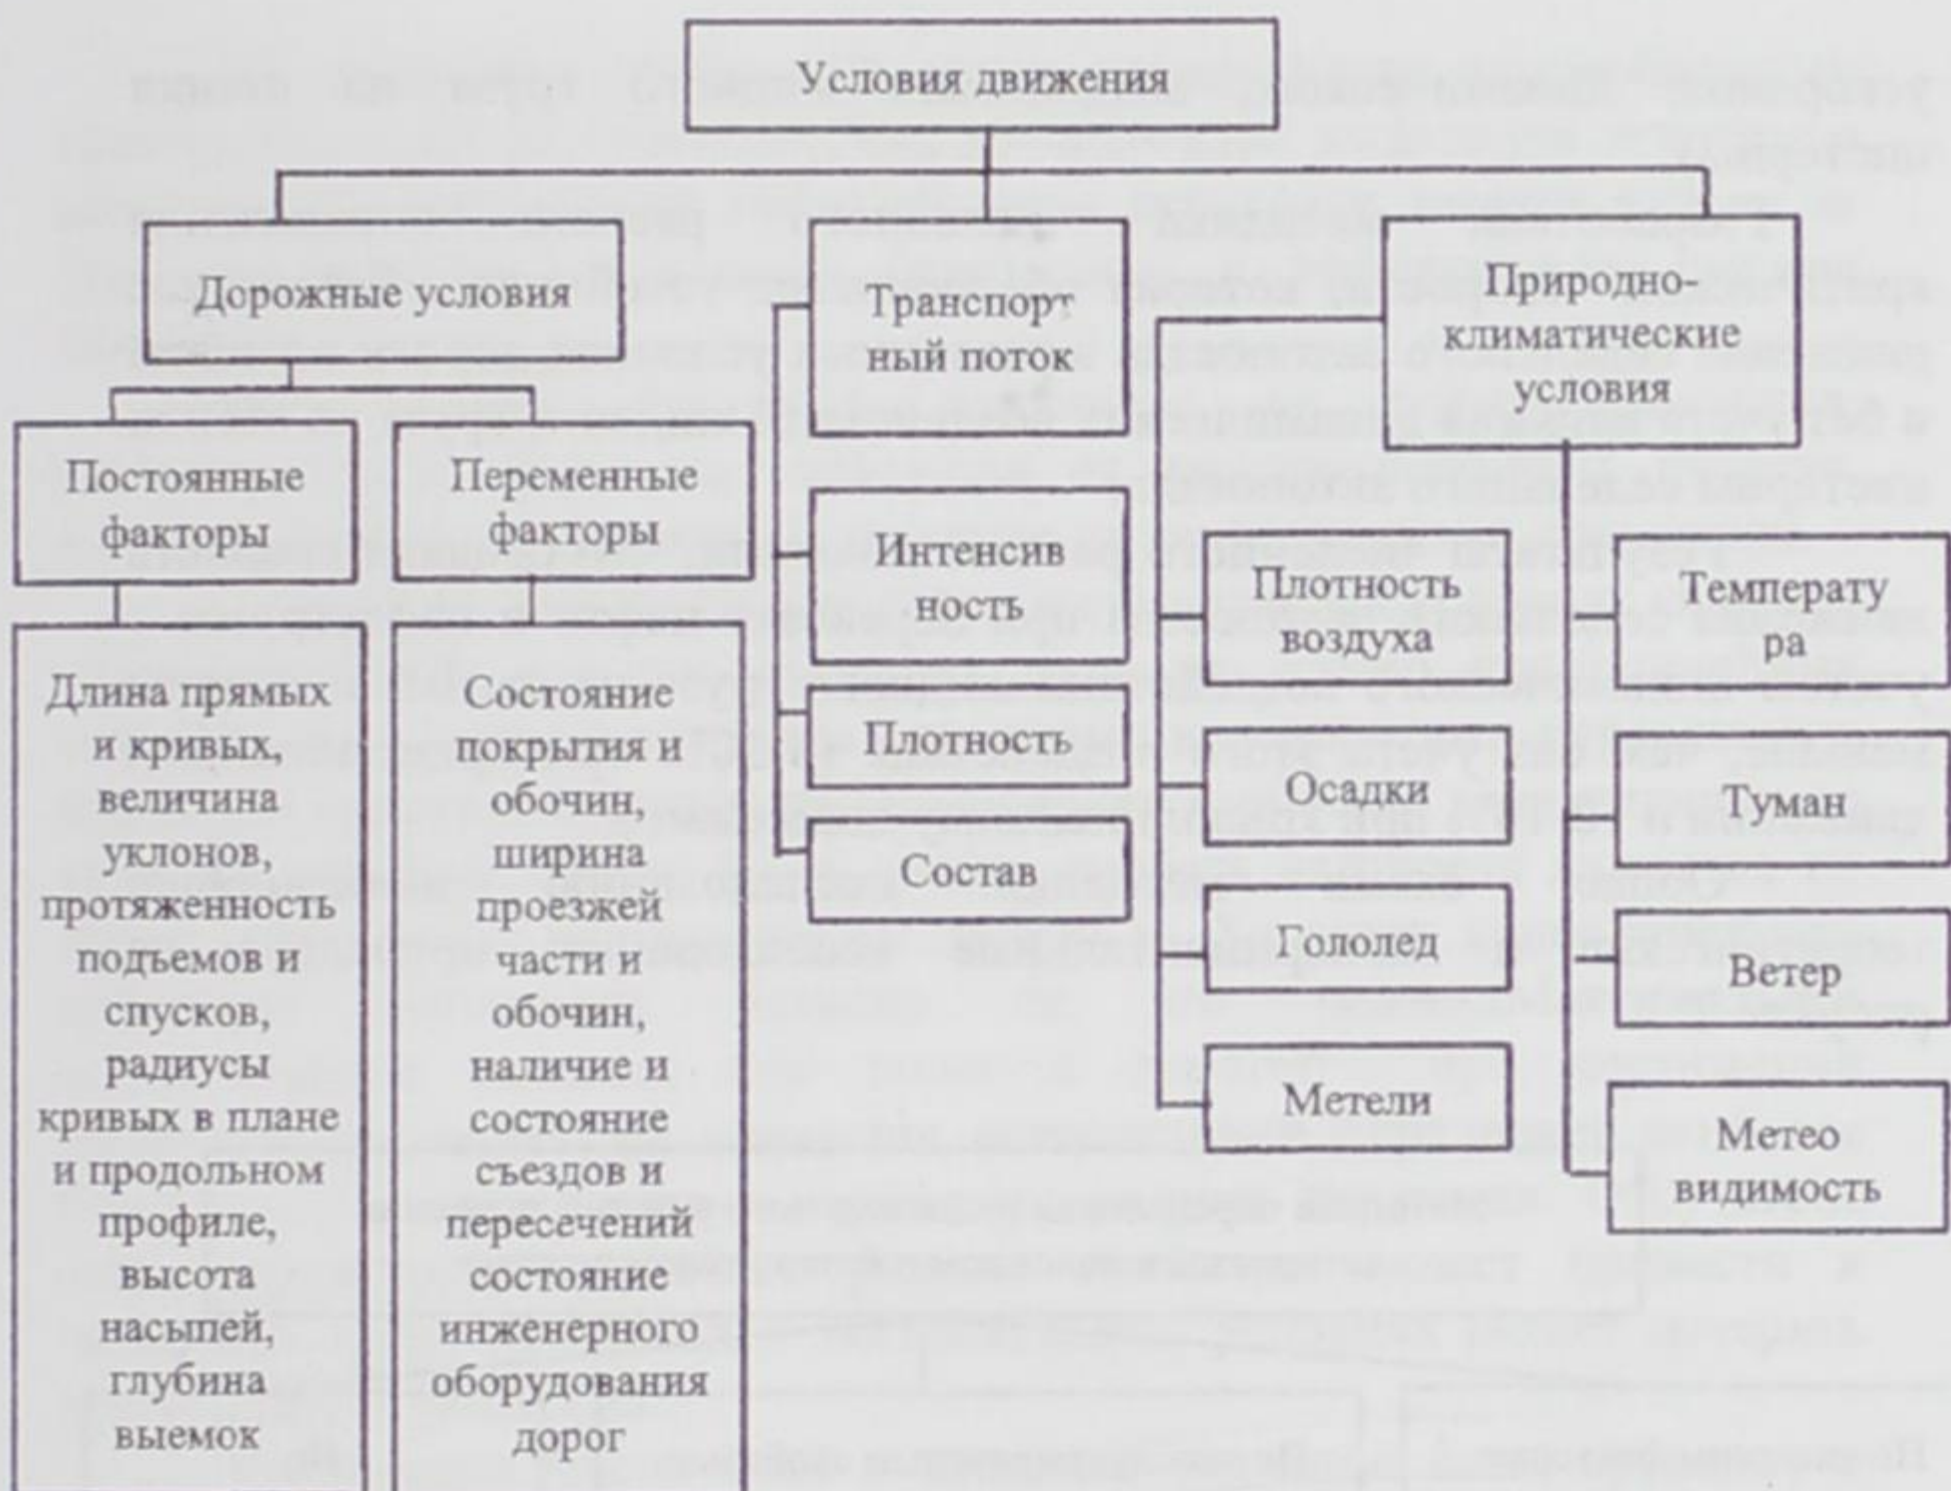 Условия движения
Дорожные условия
Транспорт
ный поток
Природно-
климатические
условия
Постоянные
факторы
Переменные
факторы
Интенсив
ность
Плотность
воздуха
Температу
ра
Длина прямых
и кривых,
величина
уклонов,
протяженность
подъемов и
спусков,
радиусы
кривых в плане
и продольном
профиле,
высота
насыпей,
глубина
выемок
Состояние
покрытия и
обочин,
ширина
проезжей
части и
обочин,
наличие и
состояние
съездов и
пересечений
состояние
инженерного
оборудования
дорог
Плотность
Состав
Осадки
Гололед
Метели
Туман
Ветер
Метео
видимость